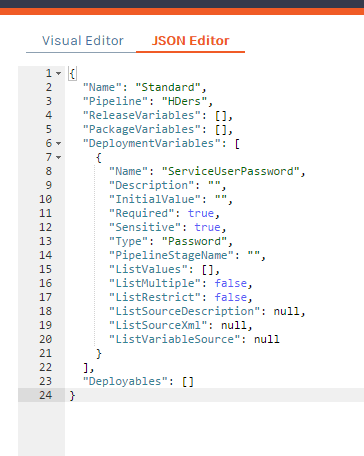 Visual Editor JSON Editor
1 {
2 "Name": "Standard",
3 "Pipeline": "HDers",
4 "ReleaseVariables": [],
5 "PackageVariables": [],
6 "DeploymentVariables": [
7 {
8 "Name": "ServiceUserPassword",
9 "Description": "",
10 "InitialValue": "",
11 "Required": true,
12 "Sensitive": true,
13 "Type": "Password",
14 "PipelineStageName": "",
15 "ListValues": [],
16 "ListMultiple": false,
17 "ListRestrict": false,
18 "ListSourceDescription": null,
19 "ListSourceXml": null,
20 "ListVariableSource": null
21 }
22 ],
23 "Deployables": []
24 }